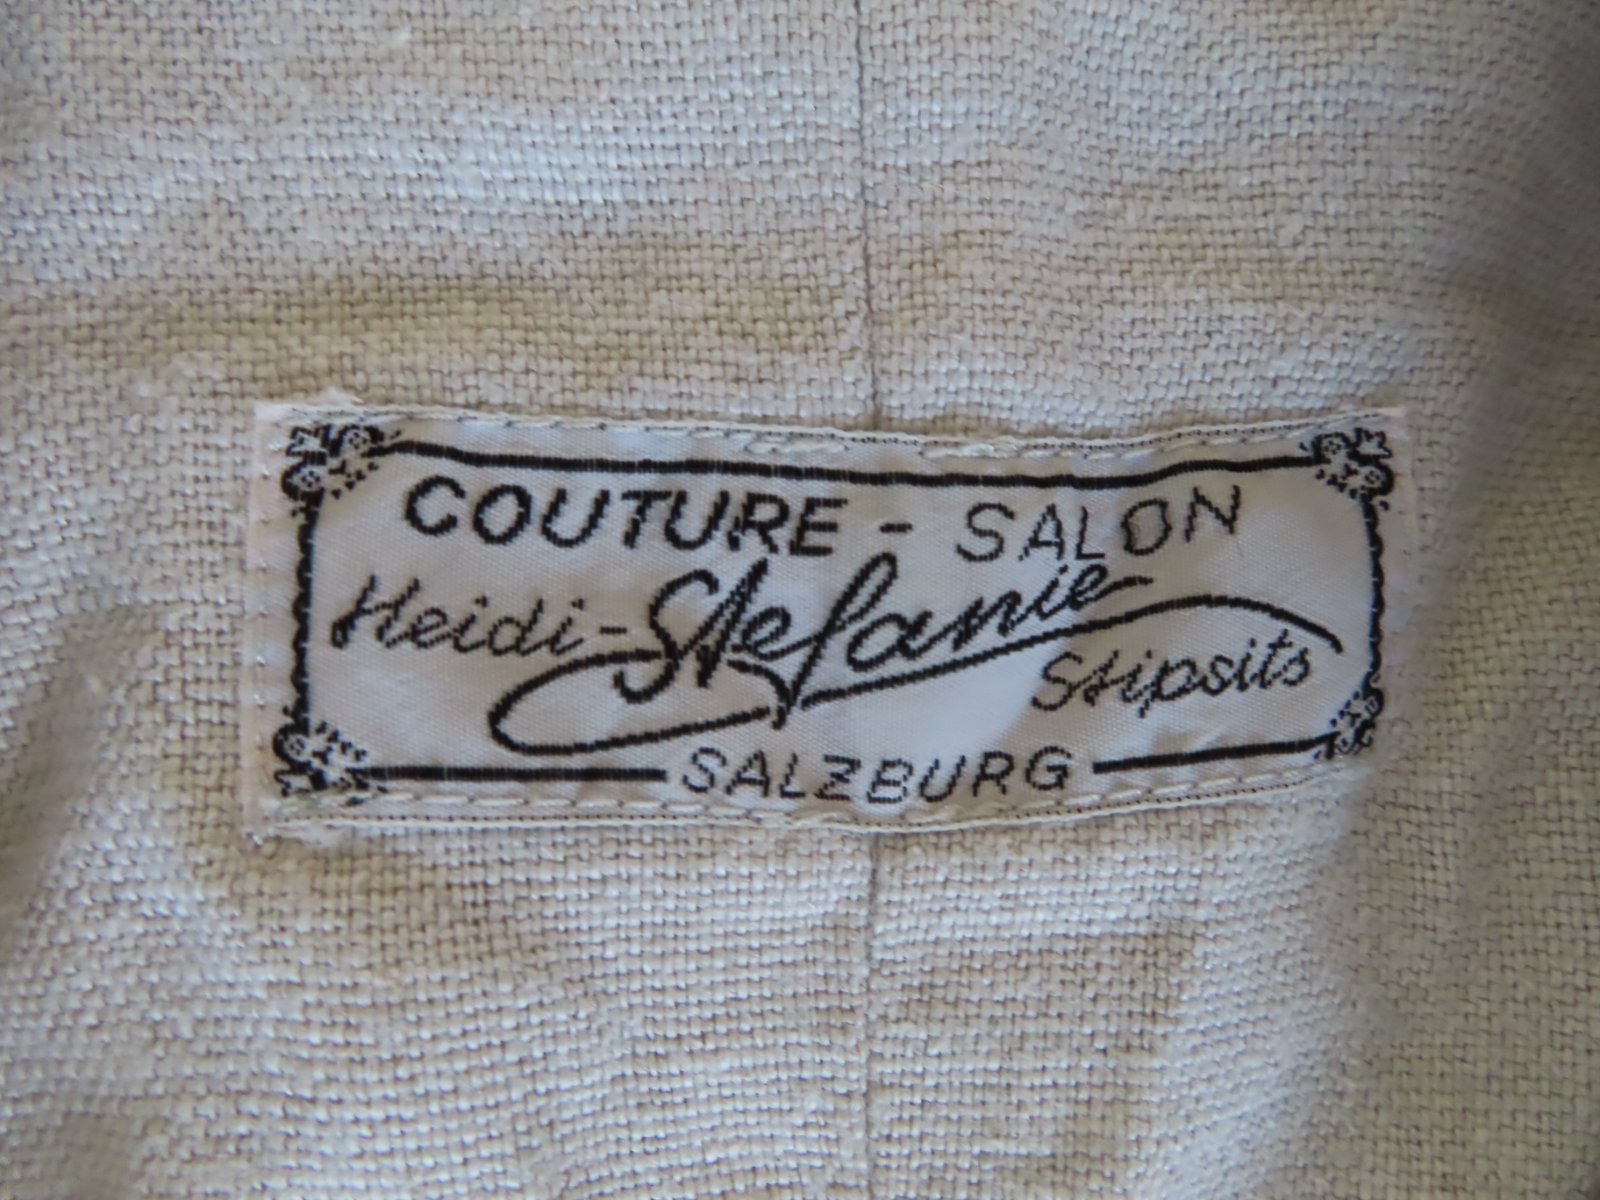 COUTURE - SALON
Heidi-Stefanie
Stipsits
SALZBURG